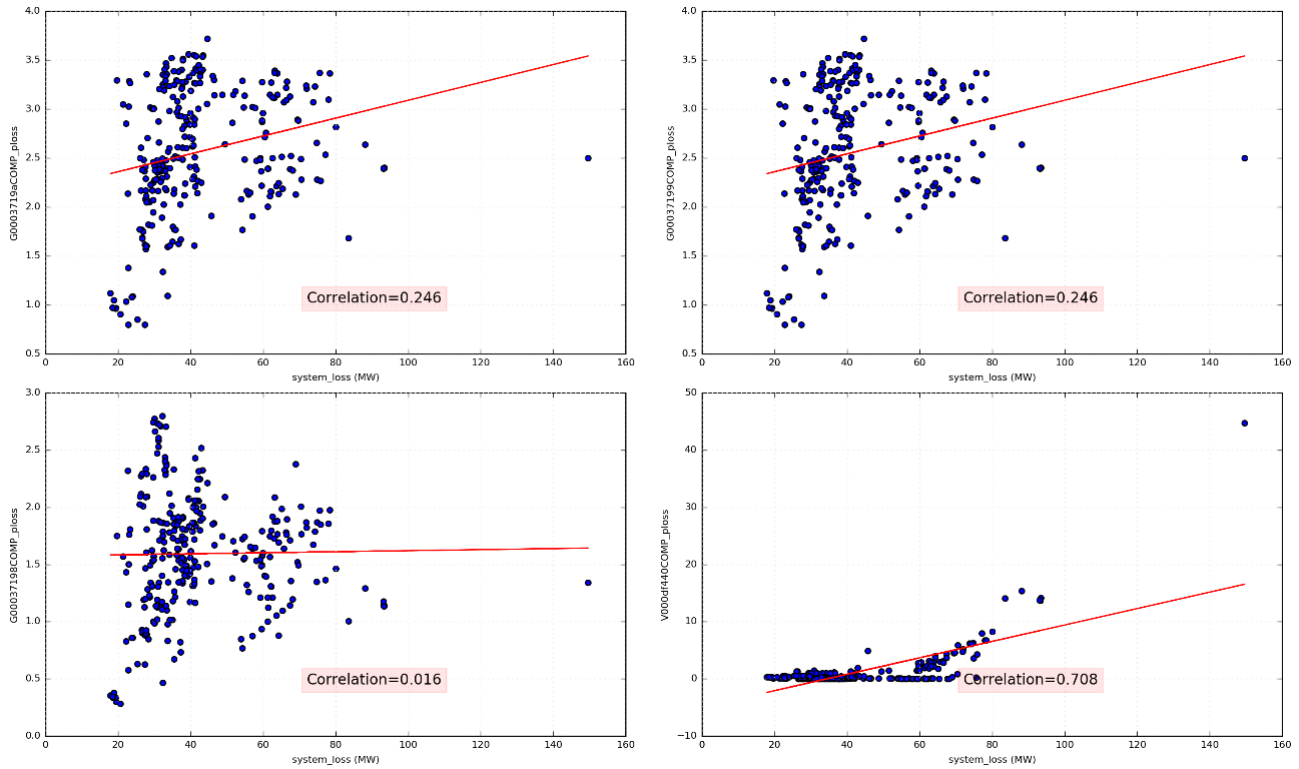 4.0
3.5
3.0
2.5
2.0
1.5
1.0
0.5
G0003719aCOMP_ploss
Correlation=0.246
0 20 40 60 80 100 120 140 160
system_loss (MW)
4.0
3.5
3.0
2.5
2.0
1.5
1.0
0.5
G00037199COMP_ploss
Correlation=0.246
0 20 40 60 80 100 120 140 160
system_loss (MW)
3.0
2.5
2.0
1.5
1.0
0.5
0.0
G00037198COMP_ploss
Correlation=0.016
0 20 40 60 80 100 120 140 160
system_loss (MW)
50
40
30
20
10
0
−10
V000df440COMP_ploss
Correlation=0.708
0 20 40 60 80 100 120 140 160
system_loss (MW)